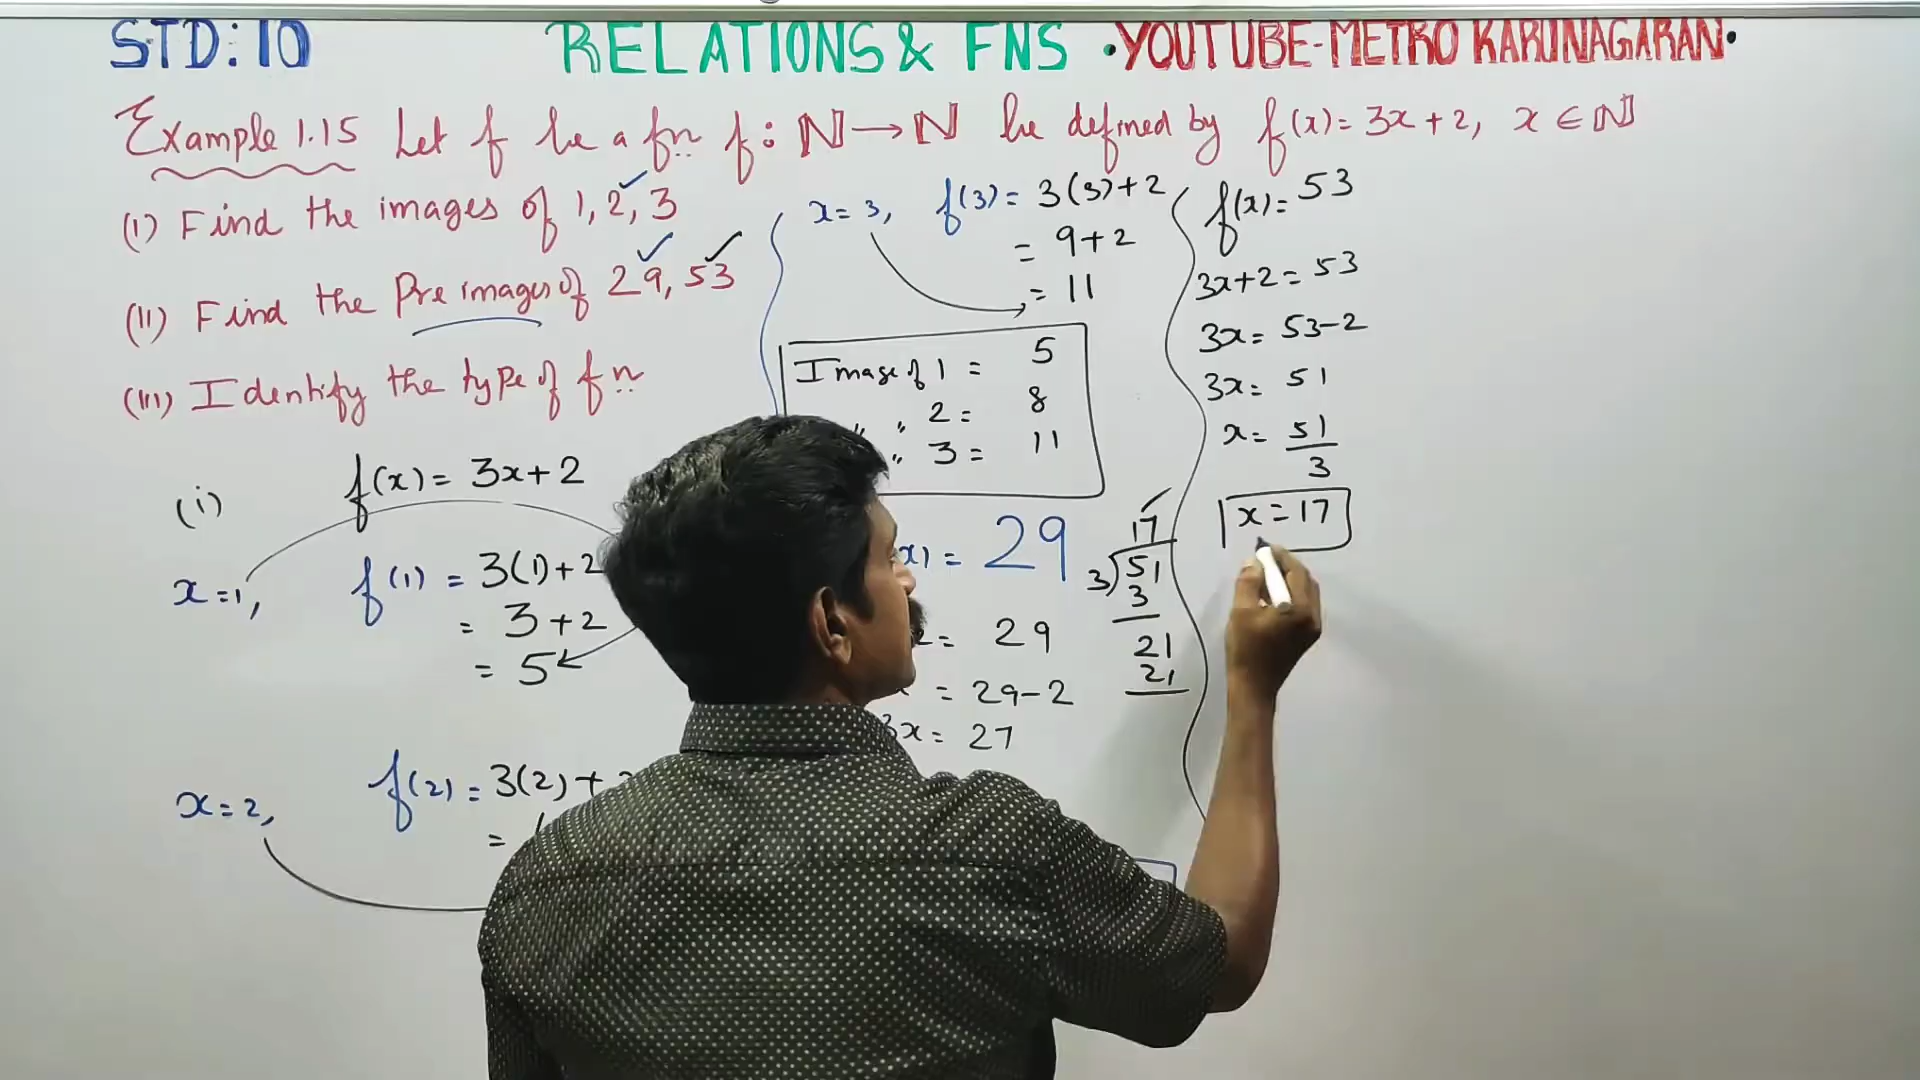 STD: 10 RELATIONS & FNS •YOUTUBE-METRO KARUNAGARAN•
Example 1.15 Let f be a fn f: ℕ→ℕ be defined by f(x)= 3x+2, x ∈ ℕ
(I) Find the images of 1, 2, 3
(II) Find the Pre images of 29, 53
(III) Identify the type of fn
(i) f(x) = 3x+2
x=1, f(1) = 3(1)+2
= 3+2
= 5
x=2, f(2) = 3(2)+
=
x=3, f(3) = 3(3)+2
= 9+2
= 11
Image of 1 = 5
" 2 = 8
" 3 = 11
x) = 29
= 29
= 29-2
3x = 27
17
3)51
3
21
21
f(x) = 53
3x+2 = 53
3x = 53-2
3x = 51
x = 51/3
x = 17